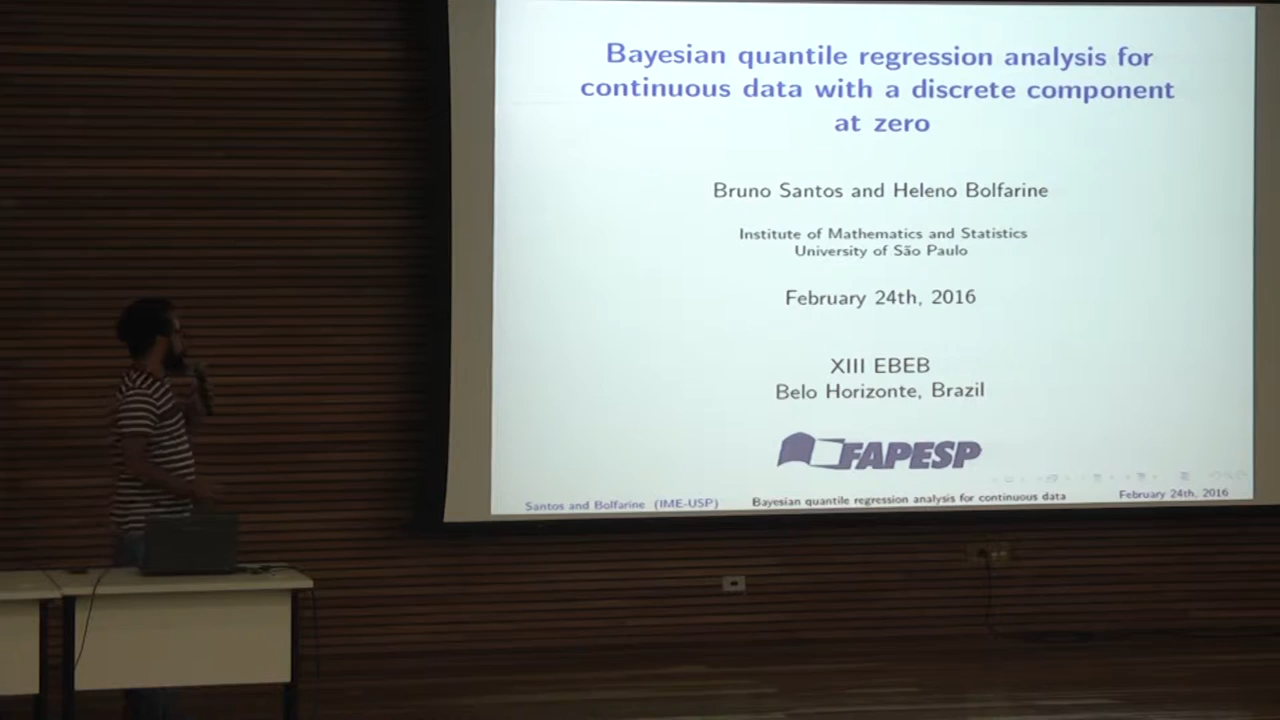 Bayesian quantile regression analysis for
continuous data with a discrete component
at zero
Bruno Santos and Heleno Bolfarine
Institute of Mathematics and Statistics
University of São Paulo
February 24th, 2016
XIII EBEB
Belo Horizonte, Brazil
FAPESP
Santos and Bolfarine (IME-USP) Bayesian quantile regression analysis for continuous data February 24th, 2016